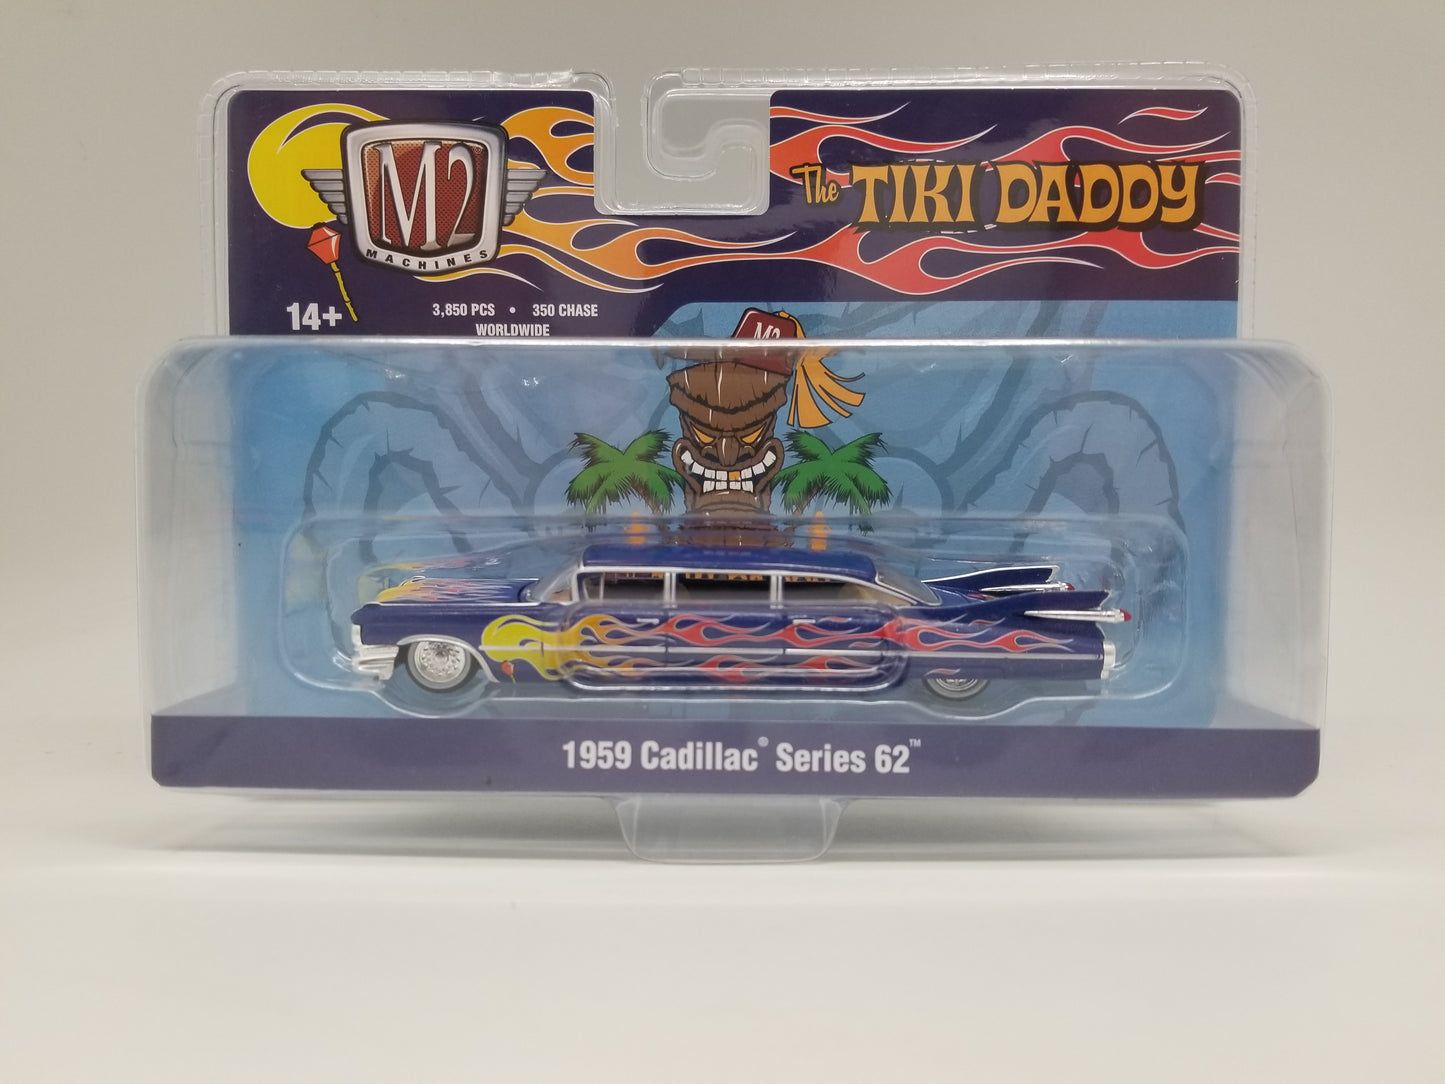 M2
MACHINES
The TIKI DADDY
14+
3,850 PCS • 350 CHASE
WORLDWIDE
M2
1959 Cadillac® Series 62™